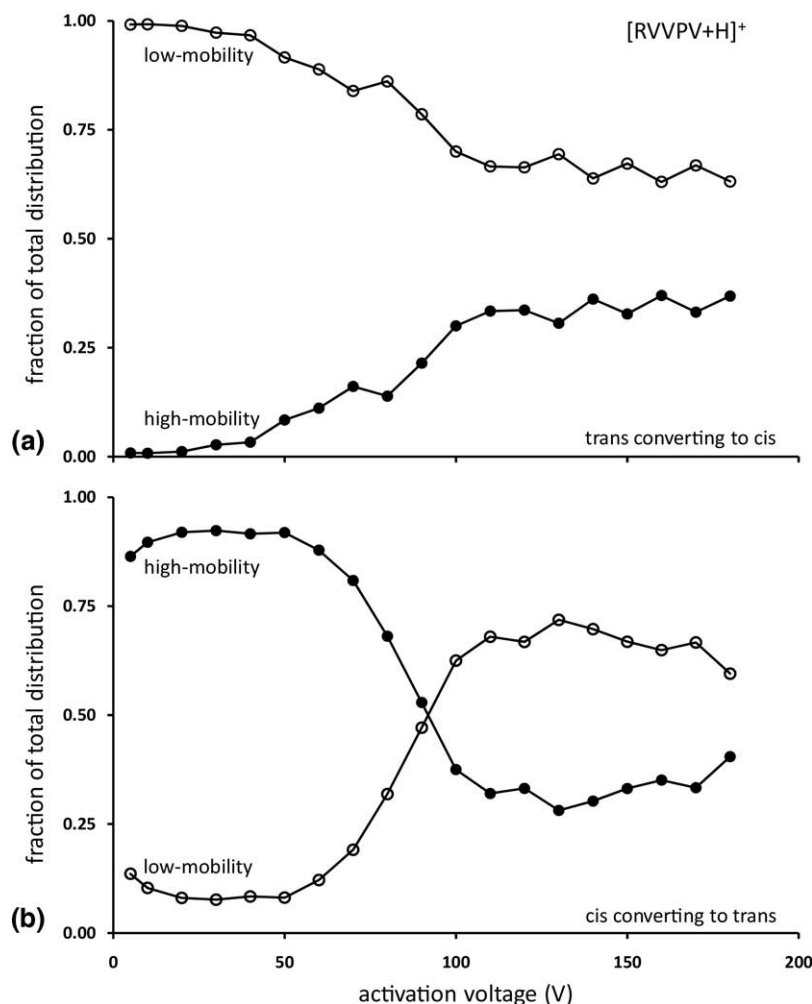 1.00
[RVVPV+H]+
low-mobility
0.75
0.50
fraction of total distribution
0.25
high-mobility
(a)
trans converting to cis
0.00
1.00
high-mobility
0.75
0.50
fraction of total distribution
0.25
low-mobility
(b)
cis converting to trans
0.00
0 50 100 150 200
activation voltage (V)